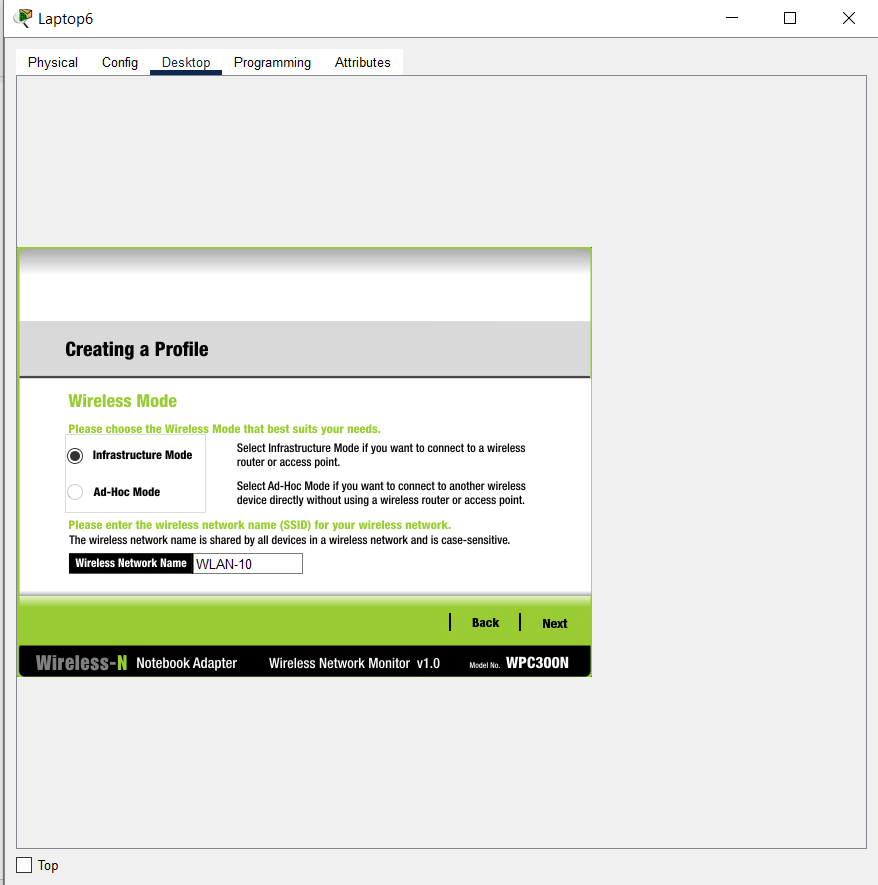 Laptop6
Physical Config Desktop Programming Attributes
Creating a Profile
Wireless Mode
Please choose the Wireless Mode that best suits your needs.
Infrastructure Mode
Select Infrastructure Mode if you want to connect to a wireless
router or access point.
Ad-Hoc Mode
Select Ad-Hoc Mode if you want to connect to another wireless
device directly without using a wireless router or access point.
Please enter the wireless network name (SSID) for your wireless network.
The wireless network name is shared by all devices in a wireless network and is case-sensitive.
Wireless Network Name WLAN-10
Back Next
Wireless-N Notebook Adapter Wireless Network Monitor v1.0 Model No. WPC300N
Top